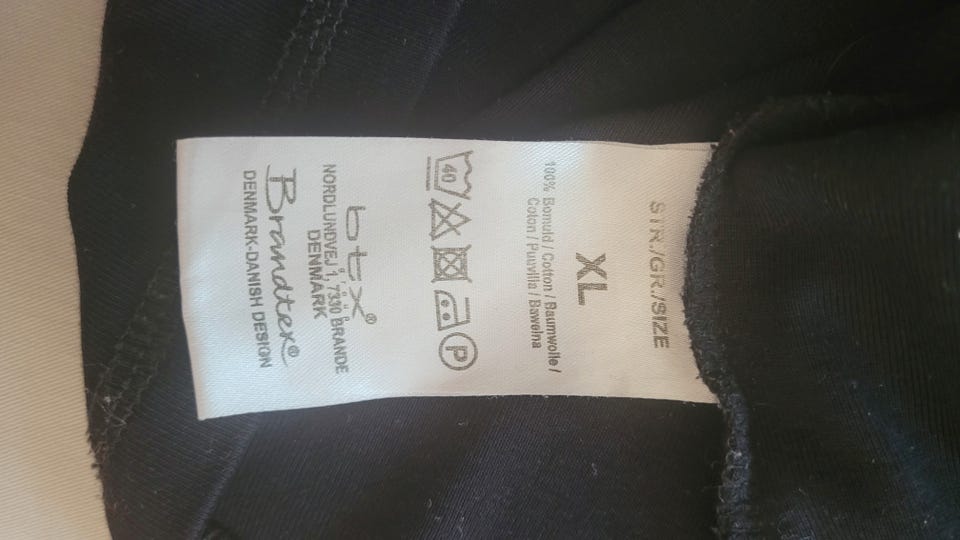 STR./GR./SIZE
XL
100% Bomuld / Cotton / Baumwolle /
Coton / Puuvilla / Bawelna
40
P
btx®
NORDLUNDVEJ 1, 7330 BRANDE
DENMARK
Brandtex®
DENMARK-DANISH DESIGN